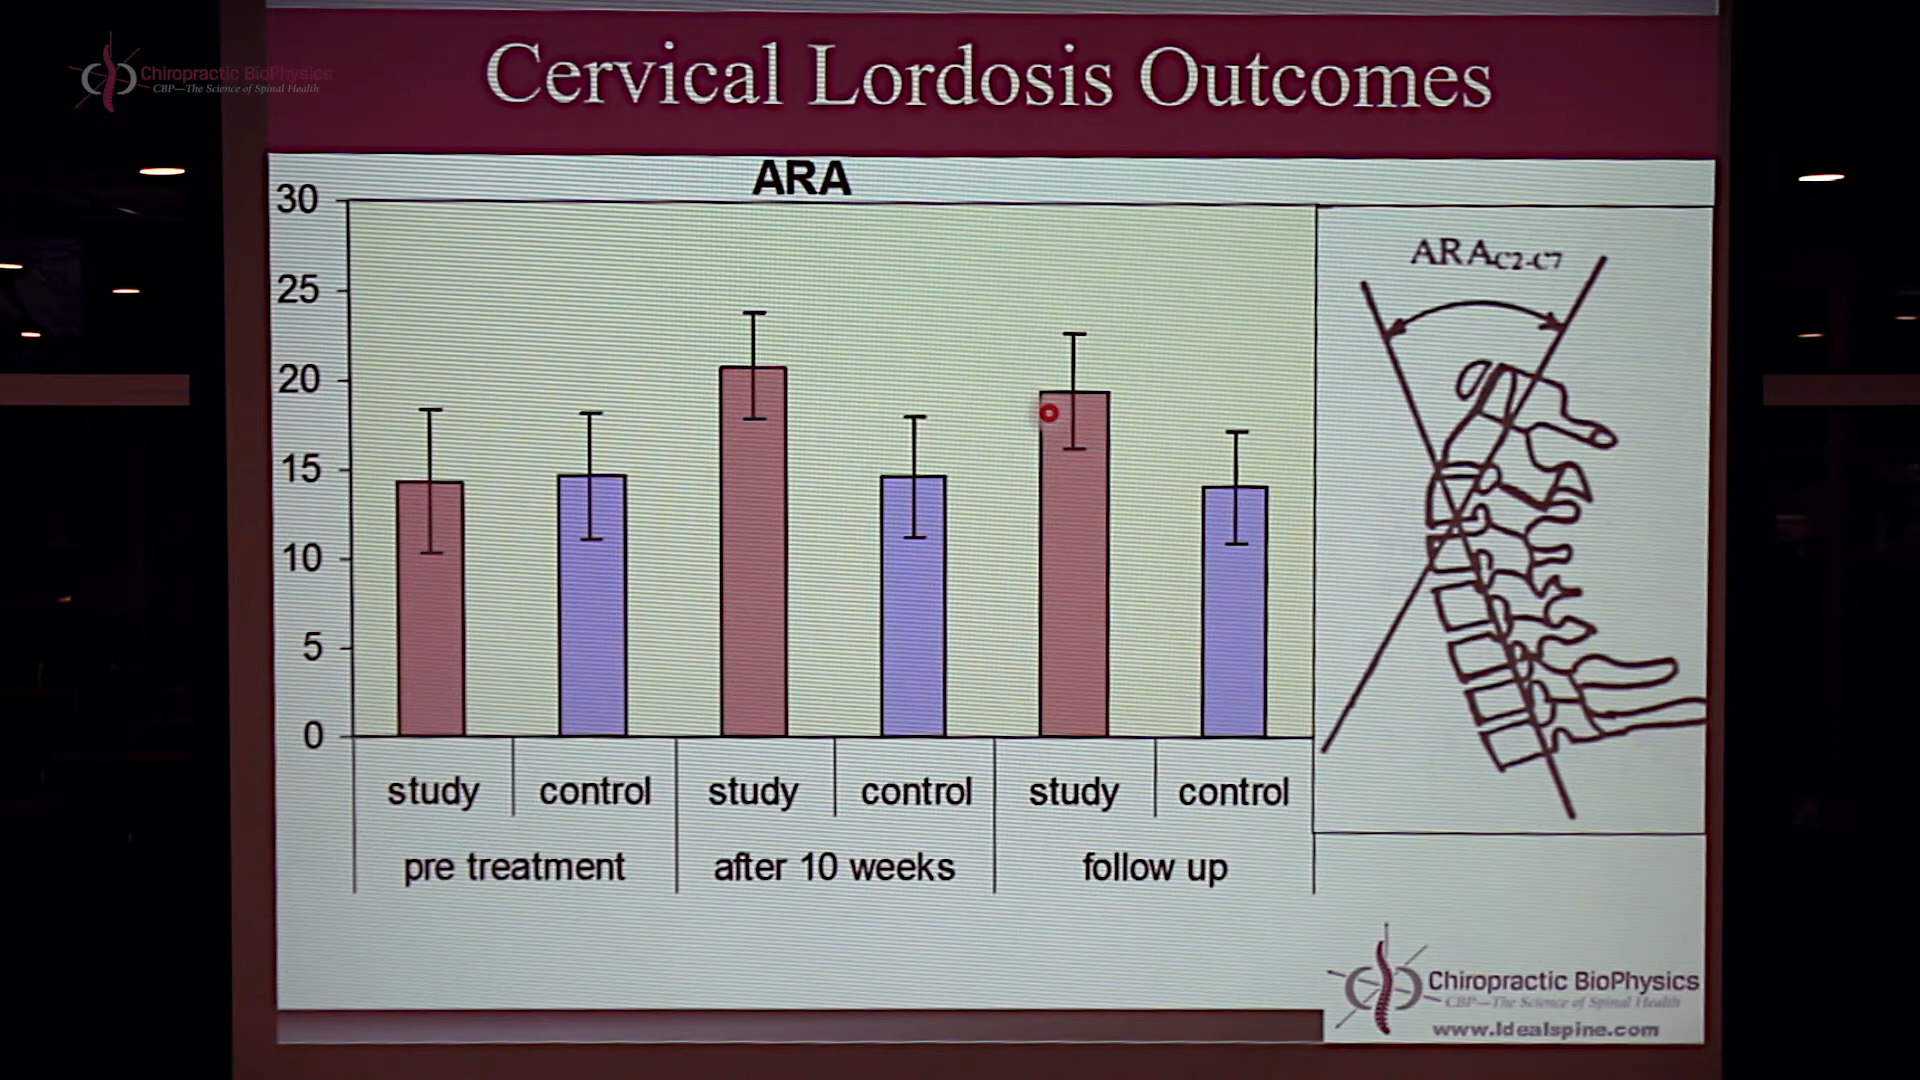 Chiropractic BioPhysics
CBP—The Science of Spinal Health
Cervical Lordosis Outcomes
ARA
30
25
20
15
10
5
0
study control study control study control
pre treatment after 10 weeks follow up
ARAC2-C7
Chiropractic BioPhysics
CBP—The Science of Spinal Health
www.Idealspine.com